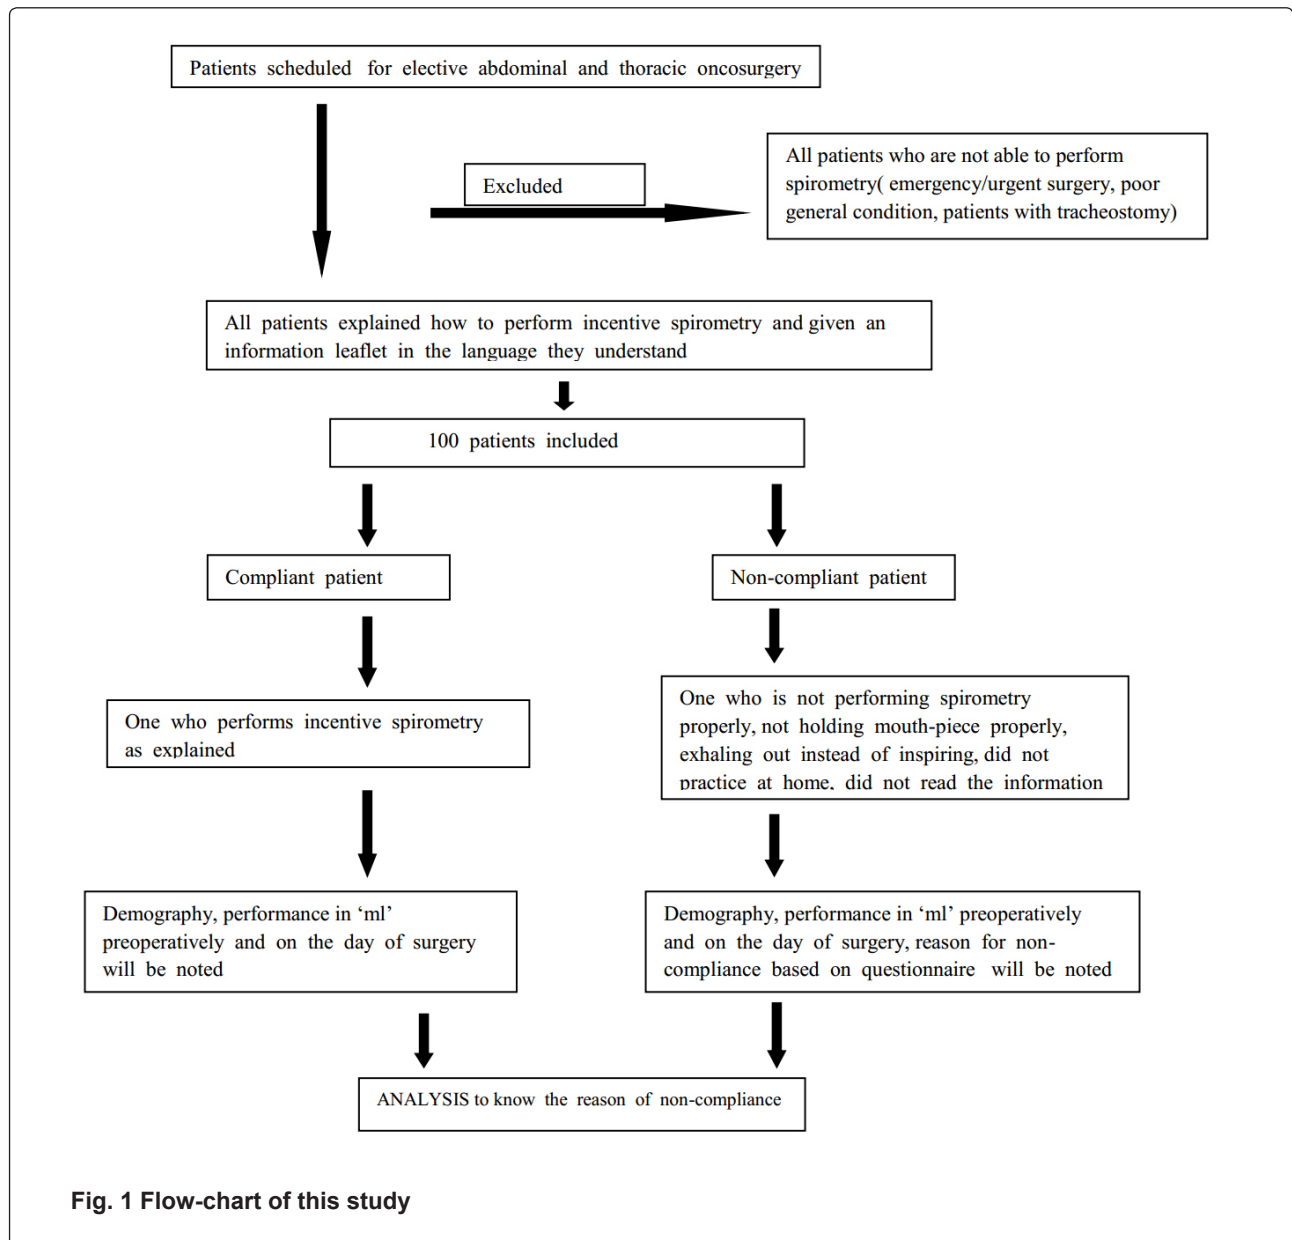 Patients scheduled for elective abdominal and thoracic oncosurgery
Excluded
All patients who are not able to perform
spirometry( emergency/urgent surgery, poor
general condition, patients with tracheostomy)
All patients explained how to perform incentive spirometry and given an
information leaflet in the language they understand
100 patients included
Compliant patient
Non-compliant patient
One who performs incentive spirometry
as explained
One who is not performing spirometry
properly, not holding mouth-piece properly,
exhaling out instead of inspiring, did not
practice at home, did not read the information
Demography, performance in ‘ml’
preoperatively and on the day of surgery
will be noted
Demography, performance in ‘ml’ preoperatively
and on the day of surgery, reason for non-
compliance based on questionnaire will be noted
ANALYSIS to know the reason of non-compliance
Fig. 1 Flow-chart of this study